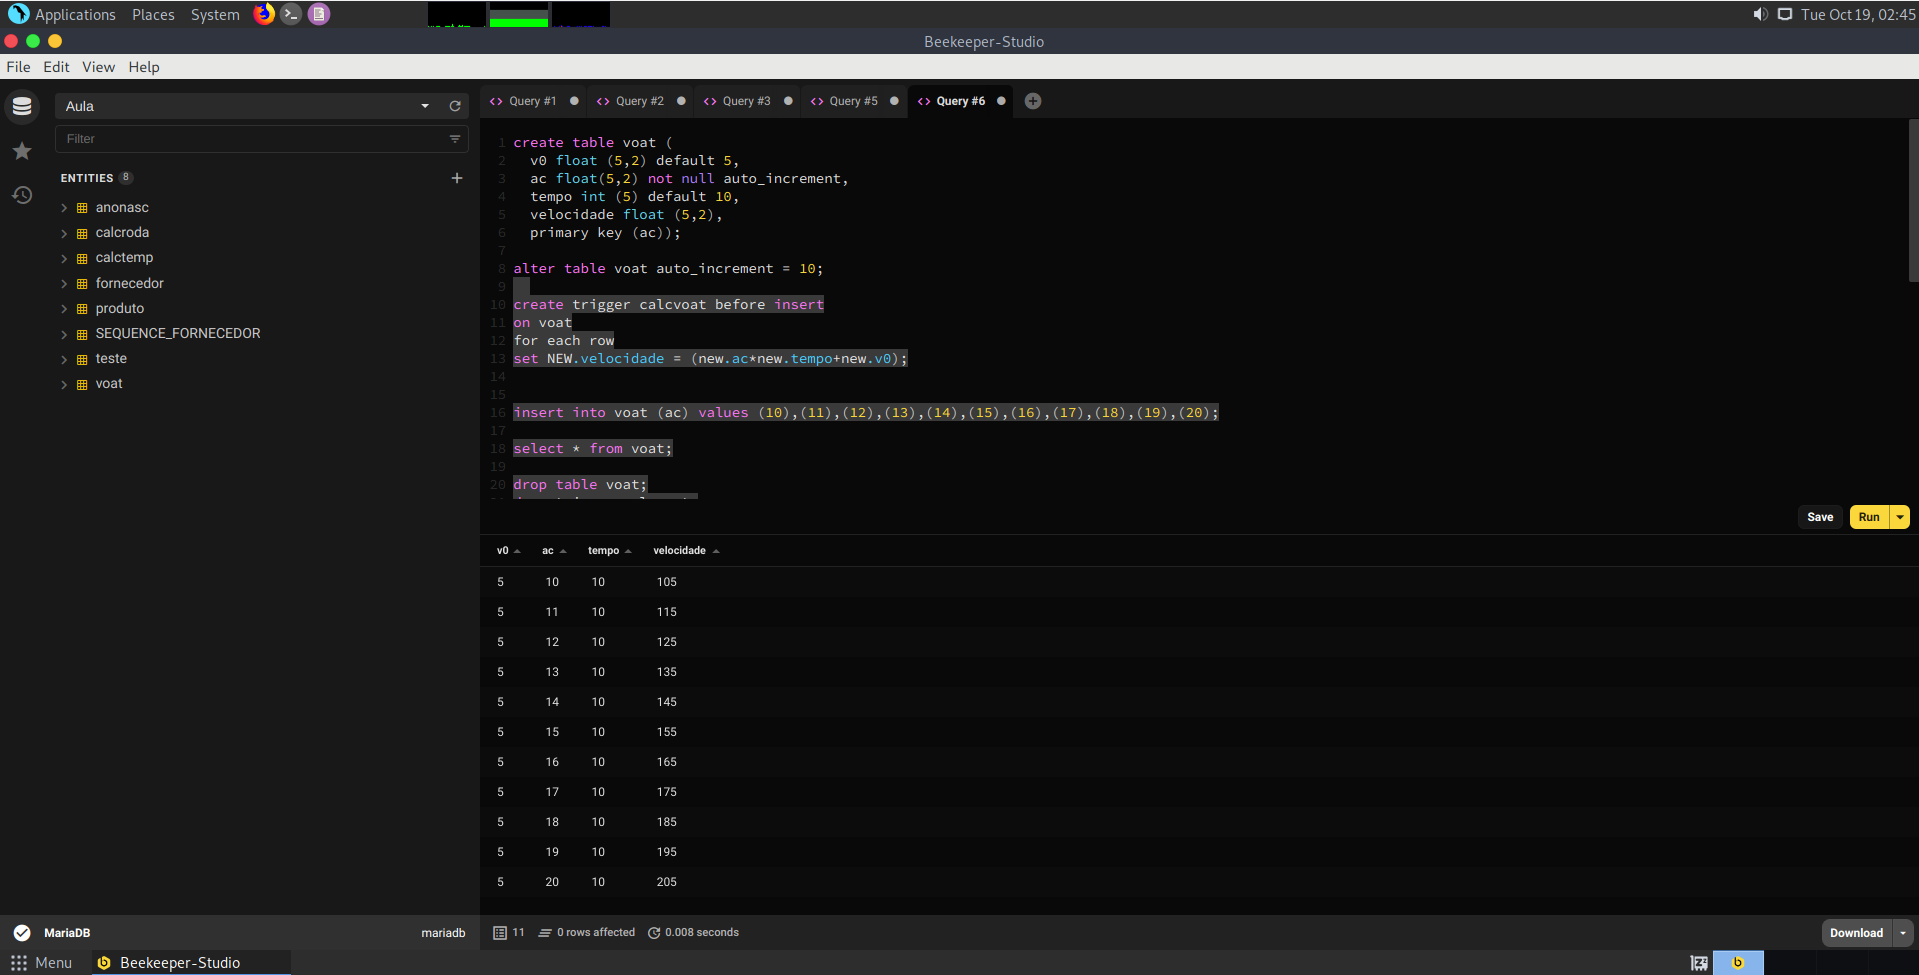 Applications Places System
Tue Oct 19, 02:45
Beekeeper-Studio
File Edit View Help
Aula
Filter
ENTITIES 8
anonasc
calcroda
calctemp
fornecedor
produto
SEQUENCE_FORNECEDOR
teste
voat
Query #1 Query #2 Query #3 Query #5 Query #6
1 create table voat (
2 v0 float (5,2) default 5,
3 ac float(5,2) not null auto_increment,
4 tempo int (5) default 10,
5 velocidade float (5,2),
6 primary key (ac));
7
8 alter table voat auto_increment = 10;
9
10 create trigger calcvoat before insert
11 on voat
12 for each row
13 set NEW.velocidade = (new.ac*new.tempo+new.v0);
14
15
16 insert into voat (ac) values (10),(11),(12),(13),(14),(15),(16),(17),(18),(19),(20);
17
18 select * from voat;
19
20 drop table voat;
Save Run
v0 ac tempo velocidade
5 10 10 105
5 11 10 115
5 12 10 125
5 13 10 135
5 14 10 145
5 15 10 155
5 16 10 165
5 17 10 175
5 18 10 185
5 19 10 195
5 20 10 205
MariaDB mariadb
11 0 rows affected 0.008 seconds
Download
Menu Beekeeper-Studio